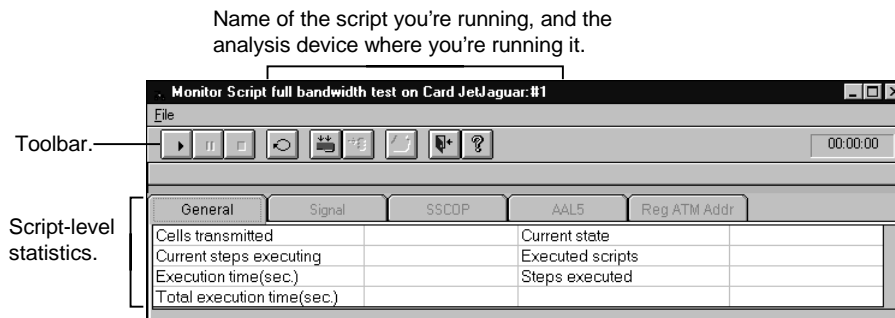 Name of the script you're running, and the
analysis device where you're running it.
Monitor Script full bandwidth test on Card JetJaguar:#1
File
Toolbar.
00:00:00
General Signal SSCOP AAL5 Reg ATM Addr
Script-level
statistics.
Cells transmitted Current state
Current steps executing Executed scripts
Execution time(sec.) Steps executed
Total execution time(sec.)